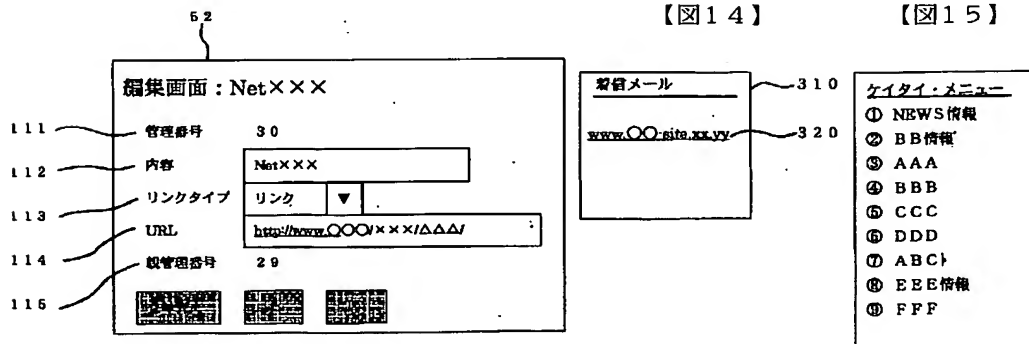 【図14】
【図15】
52
編集画面：Net×××
111
管理番号 30
112
内容 Net×××
113
リンクタイプ リンク ▼
114
URL http://www.○○○/×××/△△△/
115
親管理番号 29
着信メール
310
www.○○-site.xx.yy
320
ケイタイ・メニュー
① NEWS情報
② BB情報
③ AAA
④ BBB
⑤ CCC
⑥ DDD
⑦ ABCト
⑧ EEE情報
⑨ FFF